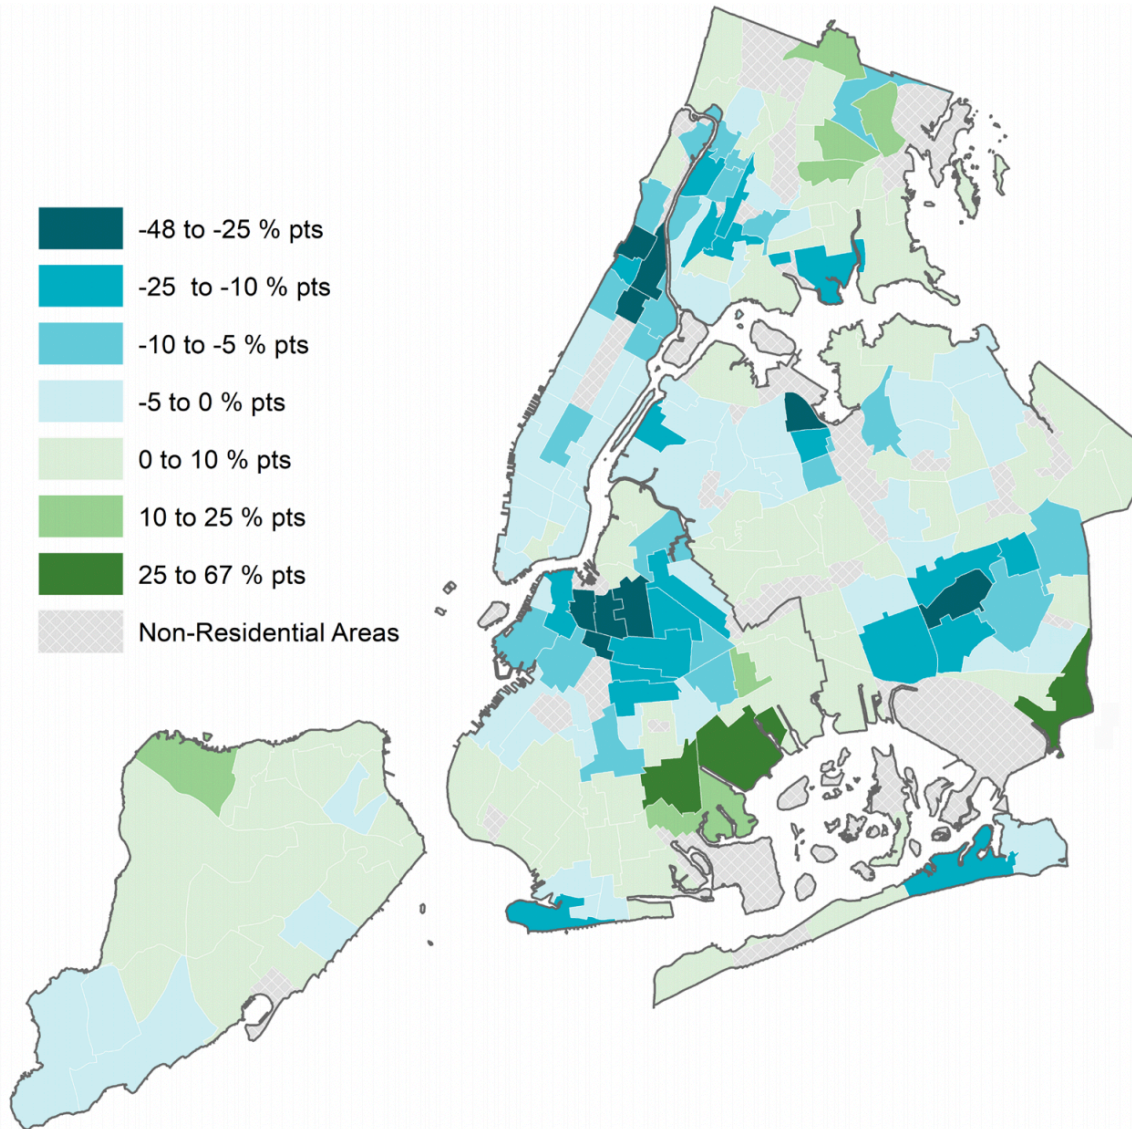 -48 to -25 % pts
-25  to -10 % pts
-10 to -5 % pts
-5 to 0 % pts
0 to 10 % pts
10 to 25 % pts
25 to 67 % pts
Non-Residential Areas